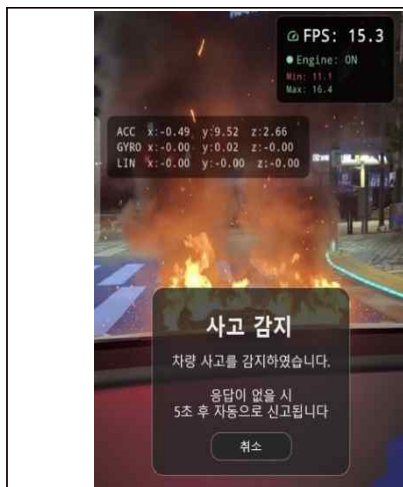 FPS: 15.3
Engine: ON
Min: 11.1
Max: 16.4
ACC x:-0.49 y:9.52 z:2.66
GYRO x:-0.00 y:0.02 z:-0.00
LIN x:-0.00 y:-0.00 z:-0.00
사고 감지
차량 사고를 감지하였습니다.
응답이 없을 시
5초 후 자동으로 신고됩니다
취소